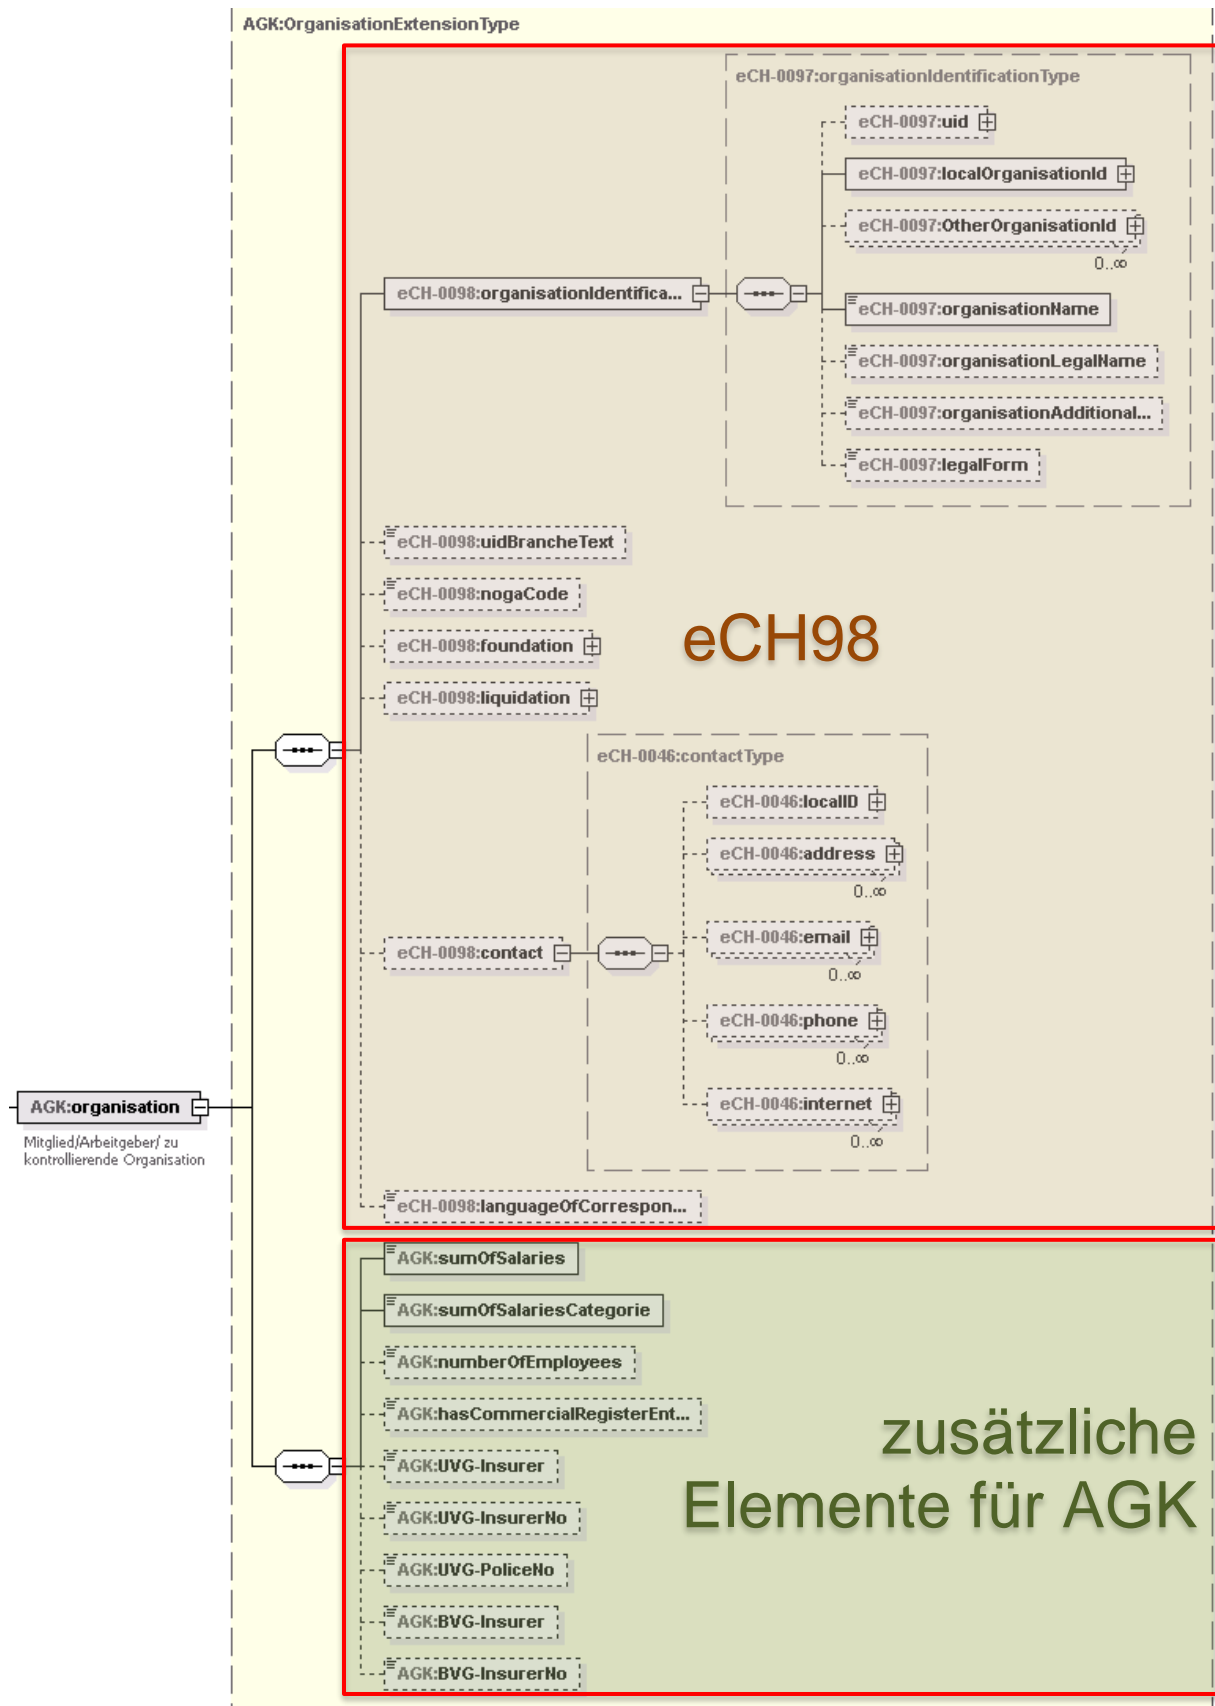 AGK:OrganisationExtensionType
eCH-0097:organisationIdentificationType
eCH-0097:uid
eCH-0097:localOrganisationId
eCH-0097:OtherOrganisationId
0..∞
eCH-0098:organisationIdentifica...
eCH-0097:organisationName
eCH-0097:organisationLegalName
eCH-0097:organisationAdditional...
eCH-0097:legalForm
eCH-0098:uidBrancheText
eCH-0098:nogaCode
eCH-0098:foundation
eCH98
eCH-0098:liquidation
eCH-0046:contactType
eCH-0046:localID
eCH-0046:address
0..∞
eCH-0046:email
0..∞
eCH-0098:contact
eCH-0046:phone
0..∞
eCH-0046:internet
0..∞
AGK:organisation
Mitglied/Arbeitgeber/ zu
kontrollierende Organisation
eCH-0098:languageOfCorrespon...
AGK:sumOfSalaries
AGK:sumOfSalariesCategorie
AGK:numberOfEmployees
AGK:hasCommercialRegisterEnt...
zusätzliche
Elemente für AGK
AGK:UVG-Insurer
AGK:UVG-InsurerNo
AGK:UVG-PoliceNo
AGK:BVG-Insurer
AGK:BVG-InsurerNo